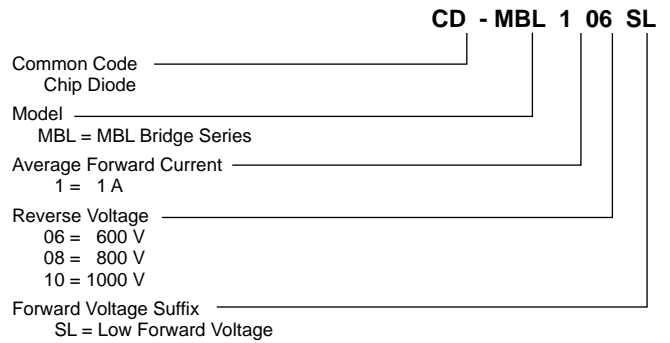 CD - MBL 1 06 SL
Common Code
Chip Diode
Model
MBL = MBL Bridge Series
Average Forward Current
1 = 1 A
Reverse Voltage
06 = 600 V
08 = 800 V
10 = 1000 V
Forward Voltage Suffix
SL = Low Forward Voltage